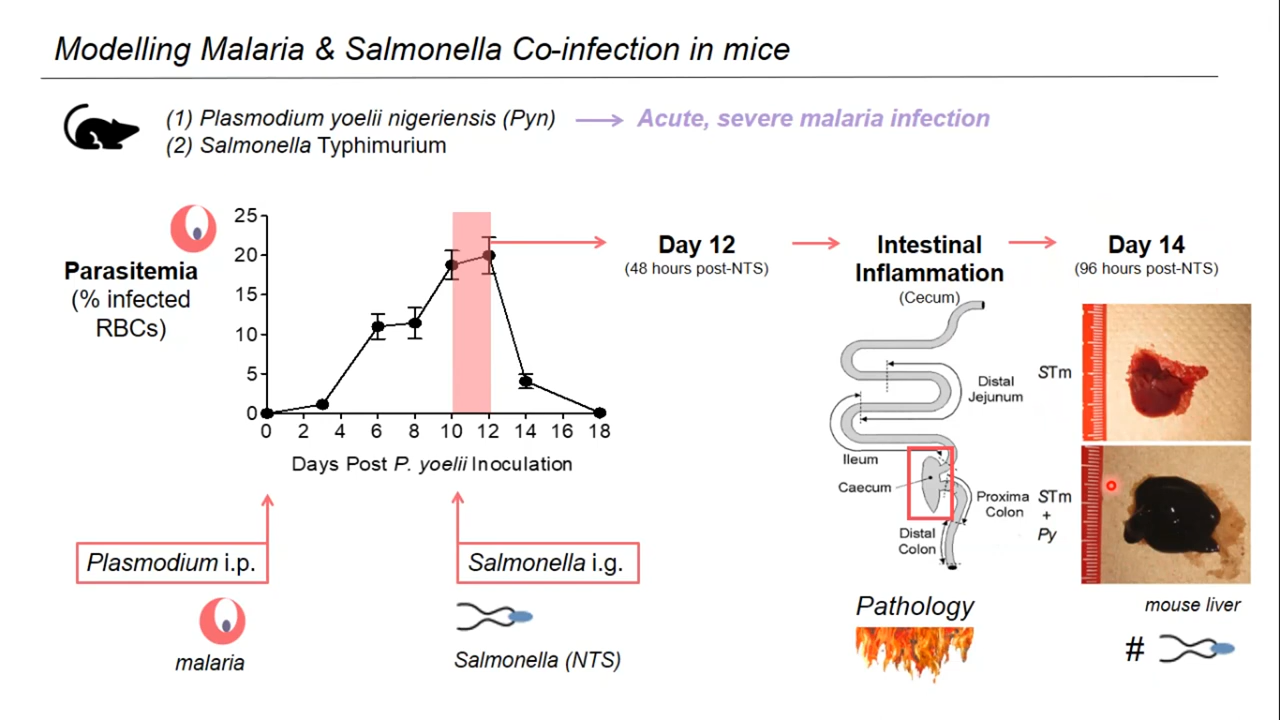 Modelling Malaria & Salmonella Co-infection in mice
(1) Plasmodium yoelii nigeriensis (Pyn)
Acute, severe malaria infection
(2) Salmonella Typhimurium
Parasitemia
(% infected
RBCs)
25
20
15
10
5
0
0 2 4 6 8 10 12 14 16 18
Days Post P. yoelii Inoculation
Plasmodium i.p.
malaria
Salmonella i.g.
Salmonella (NTS)
Day 12
(48 hours post-NTS)
Intestinal
Inflammation
(Cecum)
Distal
Jejunum
Ileum
Caecum
Proxima
Colon
Distal
Colon
Pathology
Day 14
(96 hours post-NTS)
STm
STm
+
Py
mouse liver
#